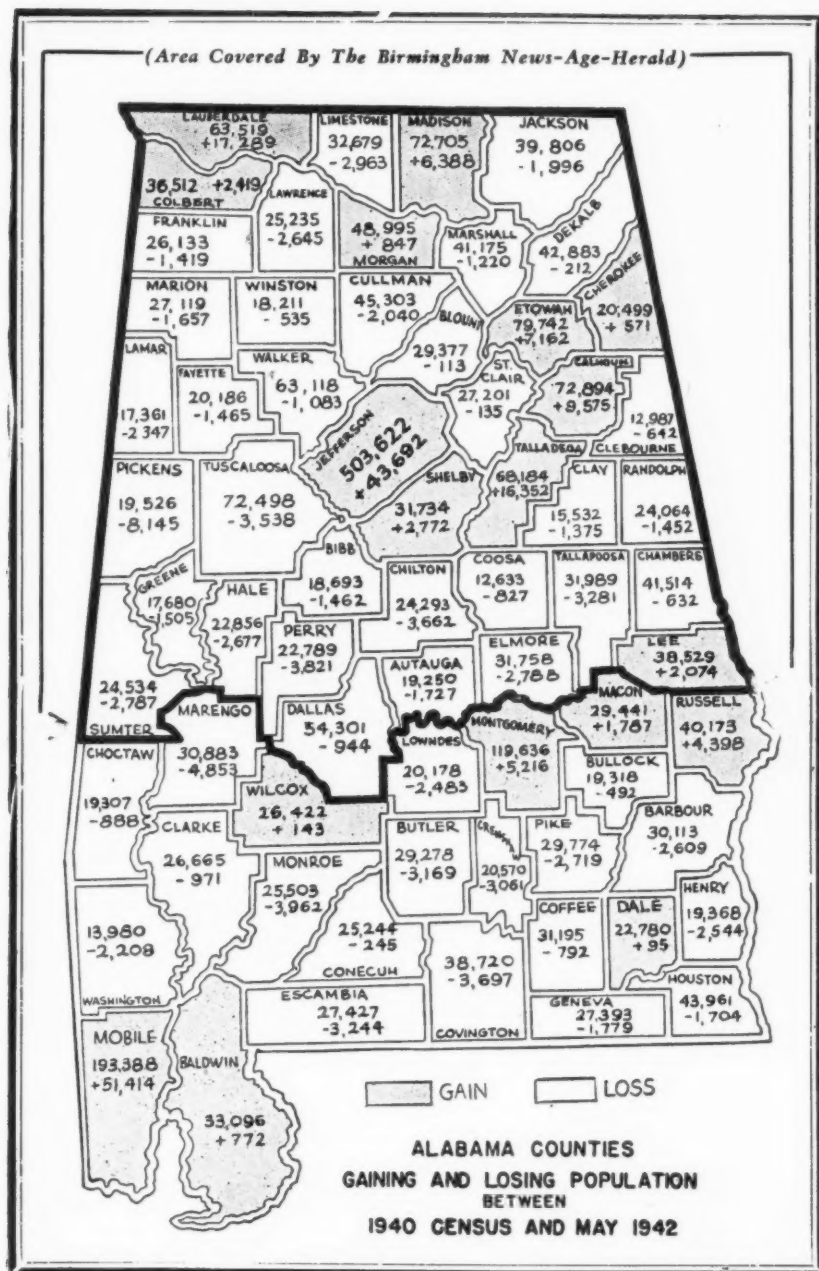 (Area Covered By The Birmingham News-Age-Herald)
LAUDERDALE
63,519
+17,289
LIMESTONE
32,679
-2,963
MADISON
72,705
+6,388
JACKSON
39,806
-1,996
36,512 +2,419
COLBERT
LAWRENCE
25,235
-2,645
FRANKLIN
26,133
-1,419
48,995
+847
MORGAN
MARSHALL
41,175
-1,220
DEKALB
42,883
-212
CHEROKEE
20,499
+571
MARION
27,119
-1,657
WINSTON
18,211
-535
CULLMAN
45,303
-2,040
BLOUNT
29,377
-113
ETOWAH
79,742
+7,162
LAMAR
17,361
-2347
FAYETTE
20,186
-1,465
WALKER
63,118
-1,083
ST.
CLAIR
27,201
-135
CALHOUN
72,894
+9,575
12,987
-642
CLEBOURNE
JEFFERSON
503,622
+43,692
PICKENS
19,526
-8,145
TUSCALOOSA
72,498
-3,538
SHELBY
31,734
+2,772
TALLADEGA
68,184
+16,352
CLAY
15,532
-1,375
RANDOLPH
24,064
-1,452
GREENE
17,680
1,505
HALE
22,856
-2,677
BIBB
18,693
-1,462
CHILTON
24,293
-3,662
COOSA
12,633
-827
TALLAPOOSA
31,989
-3,281
CHAMBERS
41,514
-632
PERRY
22,789
-3,821
AUTAUGA
19,250
-1,727
ELMORE
31,758
-2,788
LEE
38,529
+2,074
24,534
-2,787
SUMTER
MARENGO
30,883
-4,853
DALLAS
54,301
-944
LOWNDES
20,178
-2,483
MONTGOMERY
119,636
+5,216
MACON
29,441
+1,787
RUSSELL
40,173
+4,398
CHOCTAW
19,307
-888
WILCOX
26,422
+143
BULLOCK
19,318
-492
CLARKE
26,665
-971
MONROE
25,503
-3,962
BUTLER
29,278
-3,169
CRENSHAW
20,570
-3,061
PIKE
29,774
-2,719
BARBOUR
30,113
-2,609
13,980
-2,208
WASHINGTON
25,244
-245
CONECUH
38,720
-3,697
COVINGTON
COFFEE
31,195
-792
DALE
22,780
+95
HENRY
19,368
-2,544
ESCAMBIA
27,427
-3,244
GENEVA
27,393
-1,779
HOUSTON
43,961
-1,704
MOBILE
193,388
+51,414
BALDWIN
33,096
+772
GAIN LOSS
ALABAMA COUNTIES
GAINING AND LOSING POPULATION
BETWEEN
1940 CENSUS AND MAY 1942